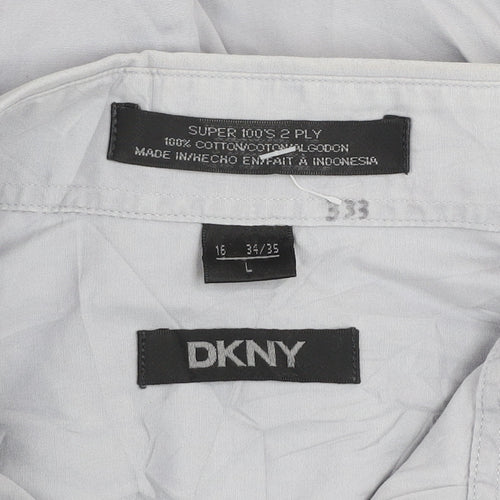 SUPER 100'S 2 PLY
100% COTTON/COTON/ALGODON
MADE IN/HECHO EN/FAIT À INDONESIA
333
16 34/35
L
DKNY